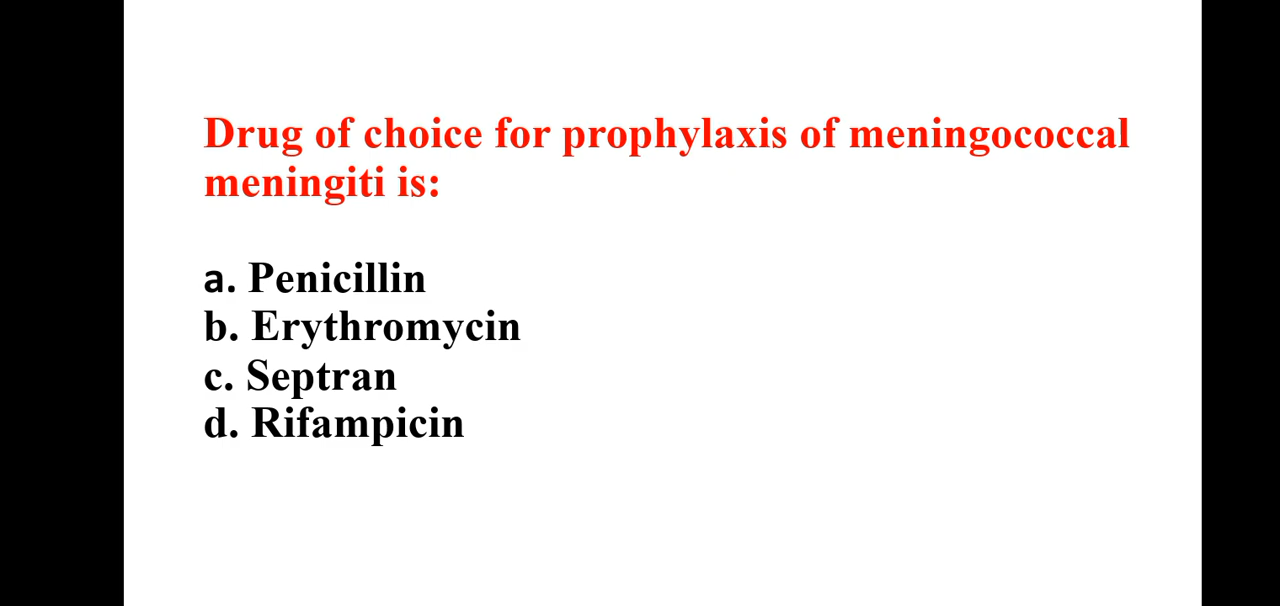 Drug of choice for prophylaxis of meningococcal
meningiti is:
a. Penicillin
b. Erythromycin
c. Septran
d. Rifampicin